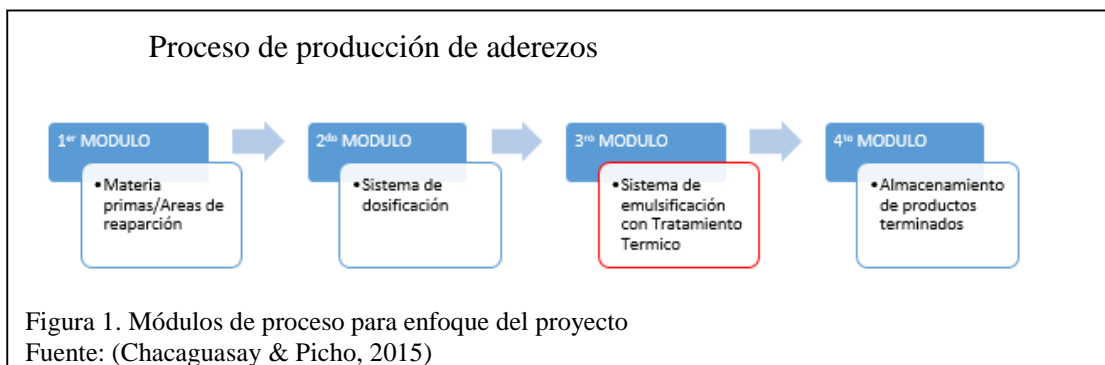 Proceso de producción de aderezos
1er MODULO
•Materia
primas/Areas de
reaparción
2do MODULO
•Sistema de
dosificación
3ro MODULO
•Sistema de
emulsificación
con Tratamiento
Termico
4to MODULO
•Almacenamiento
de productos
terminados
Figura 1. Módulos de proceso para enfoque del proyecto
Fuente: (Chacaguasay & Picho, 2015)